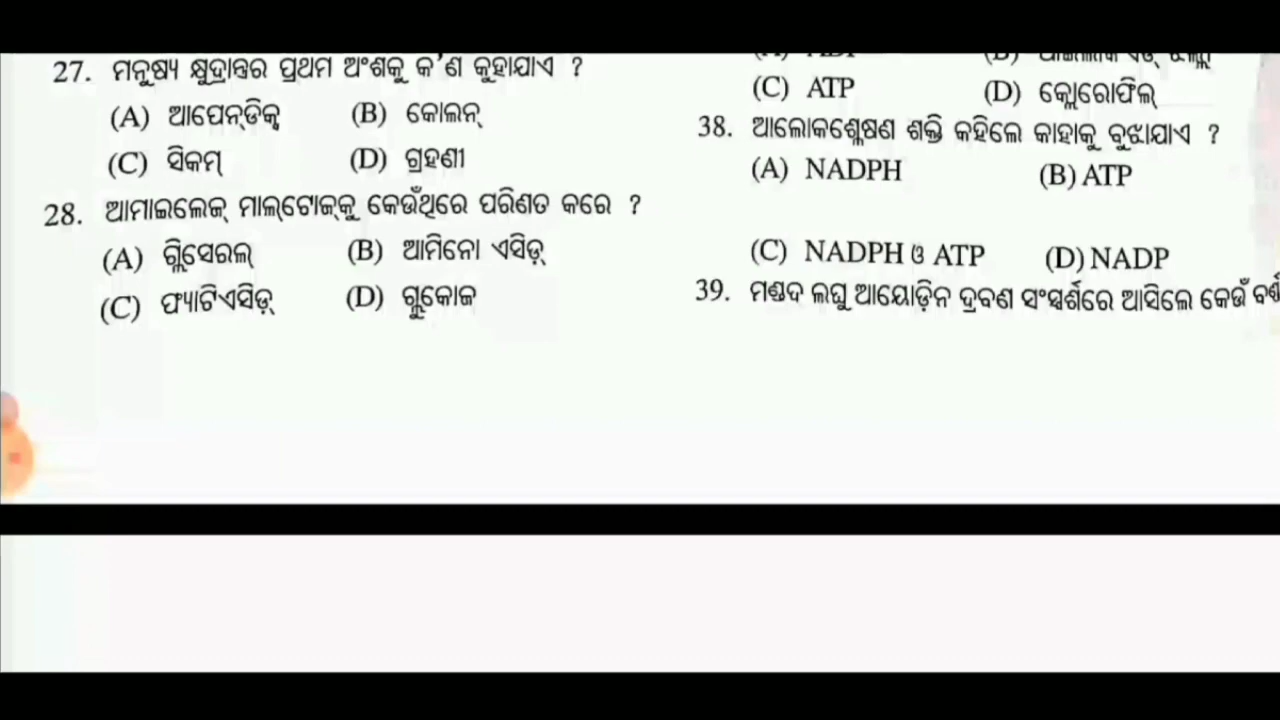 27. ମନୁଷ୍ୟ କ୍ଷୁଦ୍ରାନ୍ତ୍ରର ପ୍ରଥମ ଅଂଶକୁ କ'ଣ କୁହାଯାଏ ?
(A) ଆପେନ୍‌ଡିକ୍ସ (B) କୋଲନ୍
(C) ସିକମ୍ (D) ଗ୍ରହଣୀ
28. ଆମାଇଲେଜ୍ ମାଲ୍‌ଟୋଜ୍‌କୁ କେଉଁଥିରେ ପରିଣତ କରେ ?
(A) ଗ୍ଲିସେରଲ୍ (B) ଆମିନୋ ଏସିଡ଼୍
(C) ଫ୍ୟାଟିଏସିଡ଼୍ (D) ଗ୍ଲୁକୋଜ
(C) ATP (D) କ୍ଲୋରୋଫିଲ୍
38. ଆଲୋକଶ୍ଳେଷଣ ଶକ୍ତି କହିଲେ କାହାକୁ ବୁଝାଯାଏ ?
(A) NADPH (B) ATP
(C) NADPH ଓ ATP (D) NADP
39. ମଣ୍ଡଦ ଲଘୁ ଆୟୋଡ଼ିନ ଦ୍ରବଣ ସଂସ୍ପର୍ଶରେ ଆସିଲେ କେଉଁ